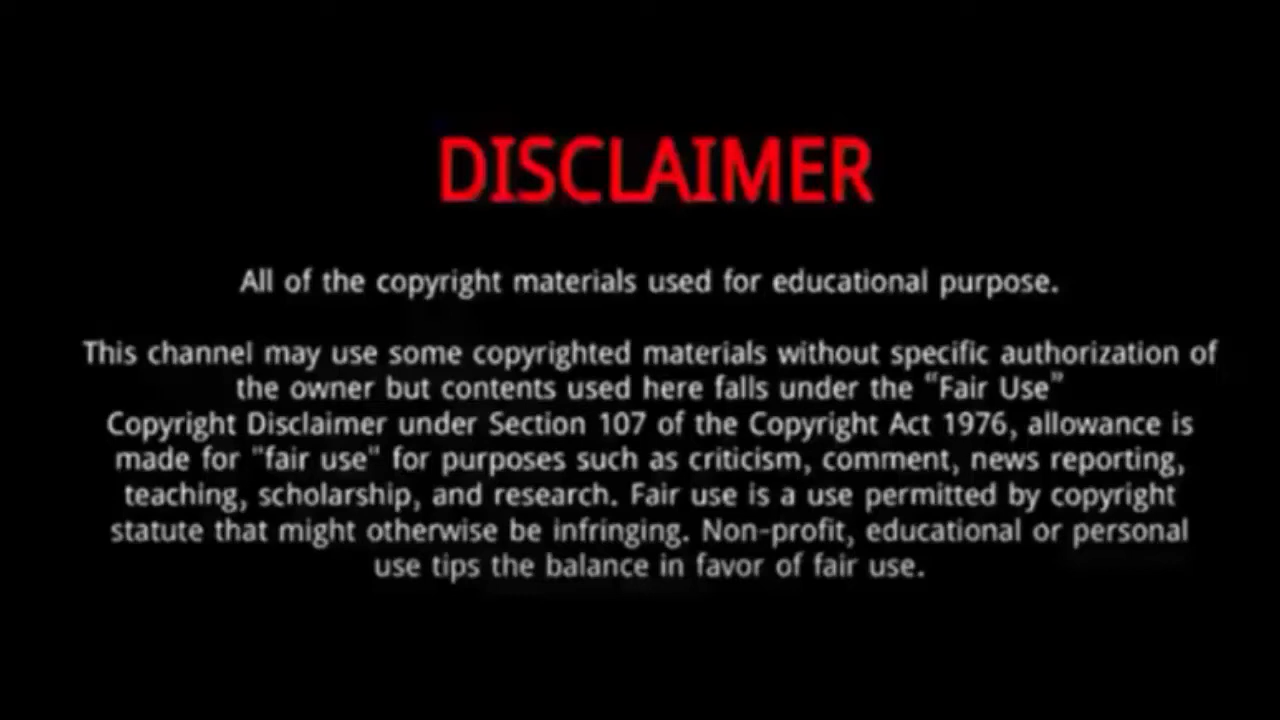 DISCLAIMER
All of the copyright materials used for educational purpose.
This channel may use some copyrighted materials without specific authorization of
the owner but contents used here falls under the “Fair Use”
Copyright Disclaimer under Section 107 of the Copyright Act 1976, allowance is
made for "fair use" for purposes such as criticism, comment, news reporting,
teaching, scholarship, and research. Fair use is a use permitted by copyright
statute that might otherwise be infringing. Non-profit, educational or personal
use tips the balance in favor of fair use.